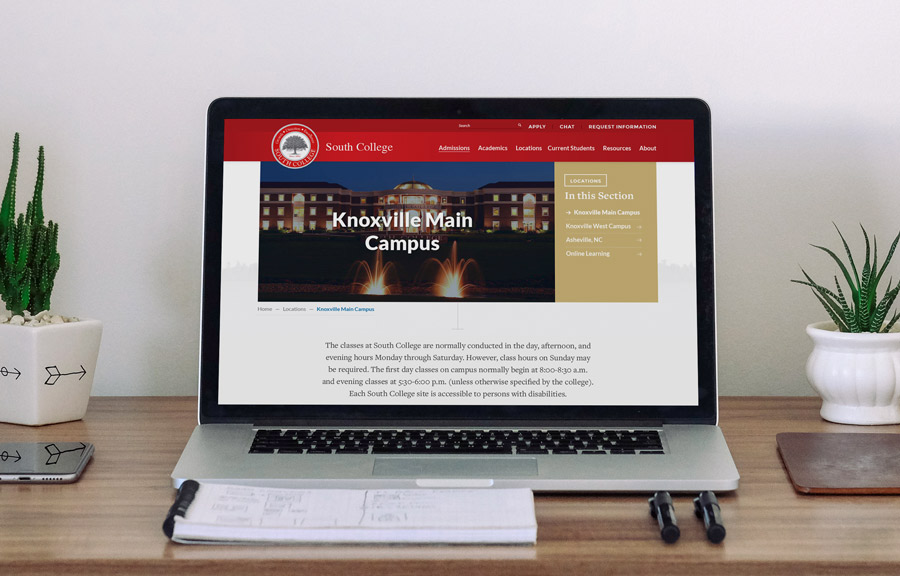 Search
APPLY CHAT REQUEST INFORMATION
SOUTH COLLEGE
South College
Admissions Academics Locations Current Students Resources About
Knoxville Main
Campus
LOCATIONS
In this Section
→ Knoxville Main Campus
Knoxville West Campus →
Asheville, NC →
Online Learning →
Home — Locations — Knoxville Main Campus
The classes at South College are normally conducted in the day, afternoon, and
evening hours Monday through Saturday. However, class hours on Sunday may
be required. The first day classes on campus normally begin at 8:00-8:30 a.m.
and evening classes at 5:30-6:00 p.m. (unless otherwise specified by the college).
Each South College site is accessible to persons with disabilities.